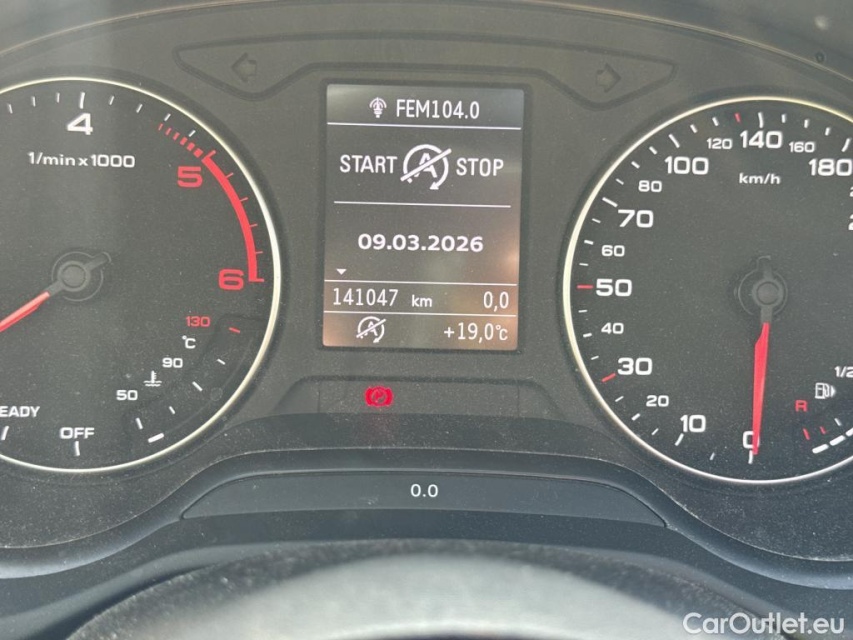 FEM104.0
START A STOP
09.03.2026
141047 km 0,0
A +19,0°C
4
1/min x 1000
5
6
130
°C
90
50
READY
OFF
0
10
20
30
40
50
60
70
80
100
120
140
160
180
km/h
1/2
R
0.0
CarOutlet.eu